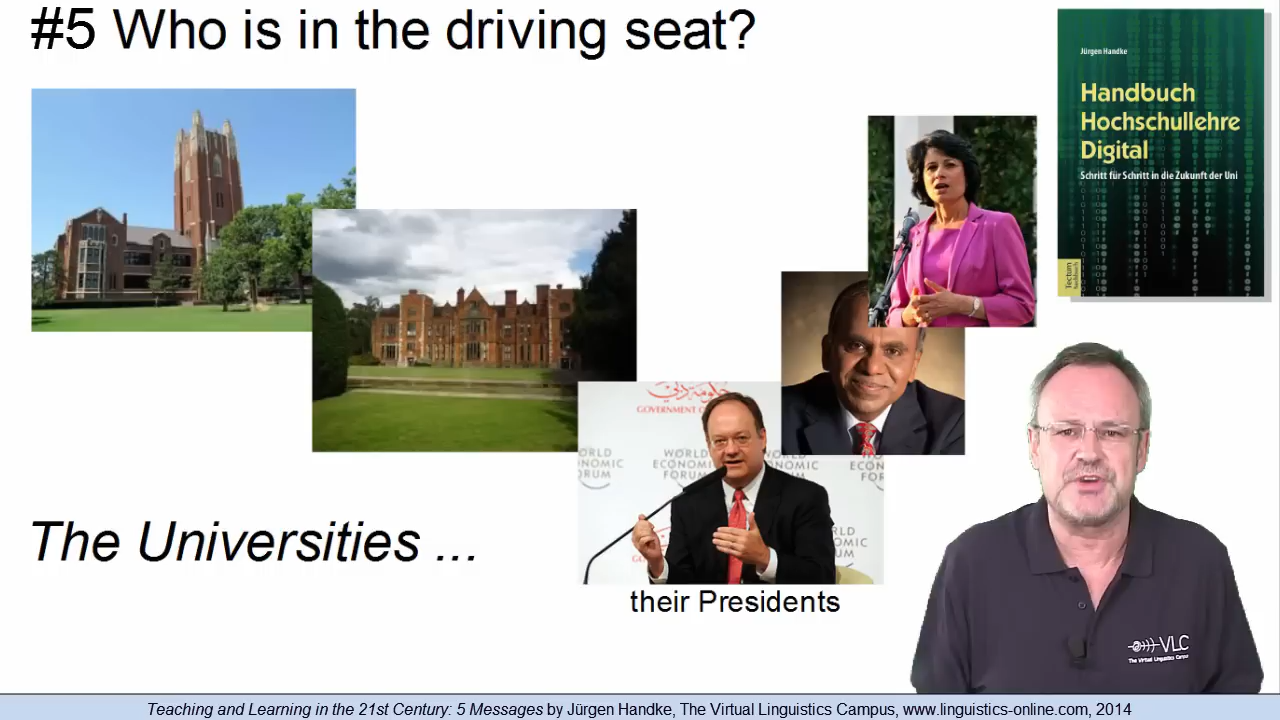 #5 Who is in the driving seat?
Jürgen Handke
Handbuch
Hochschullehre
Digital
Schritt für Schritt in die Zukunft der Uni
Tectum
حكومة دبي
GOVERNMENT O
WORLD
ECONOMIC
FORUM
The Universities ...
their Presidents
VLC
The Virtual Linguistics Campus
Teaching and Learning in the 21st Century: 5 Messages by Jürgen Handke, The Virtual Linguistics Campus, www.linguistics-online.com, 2014